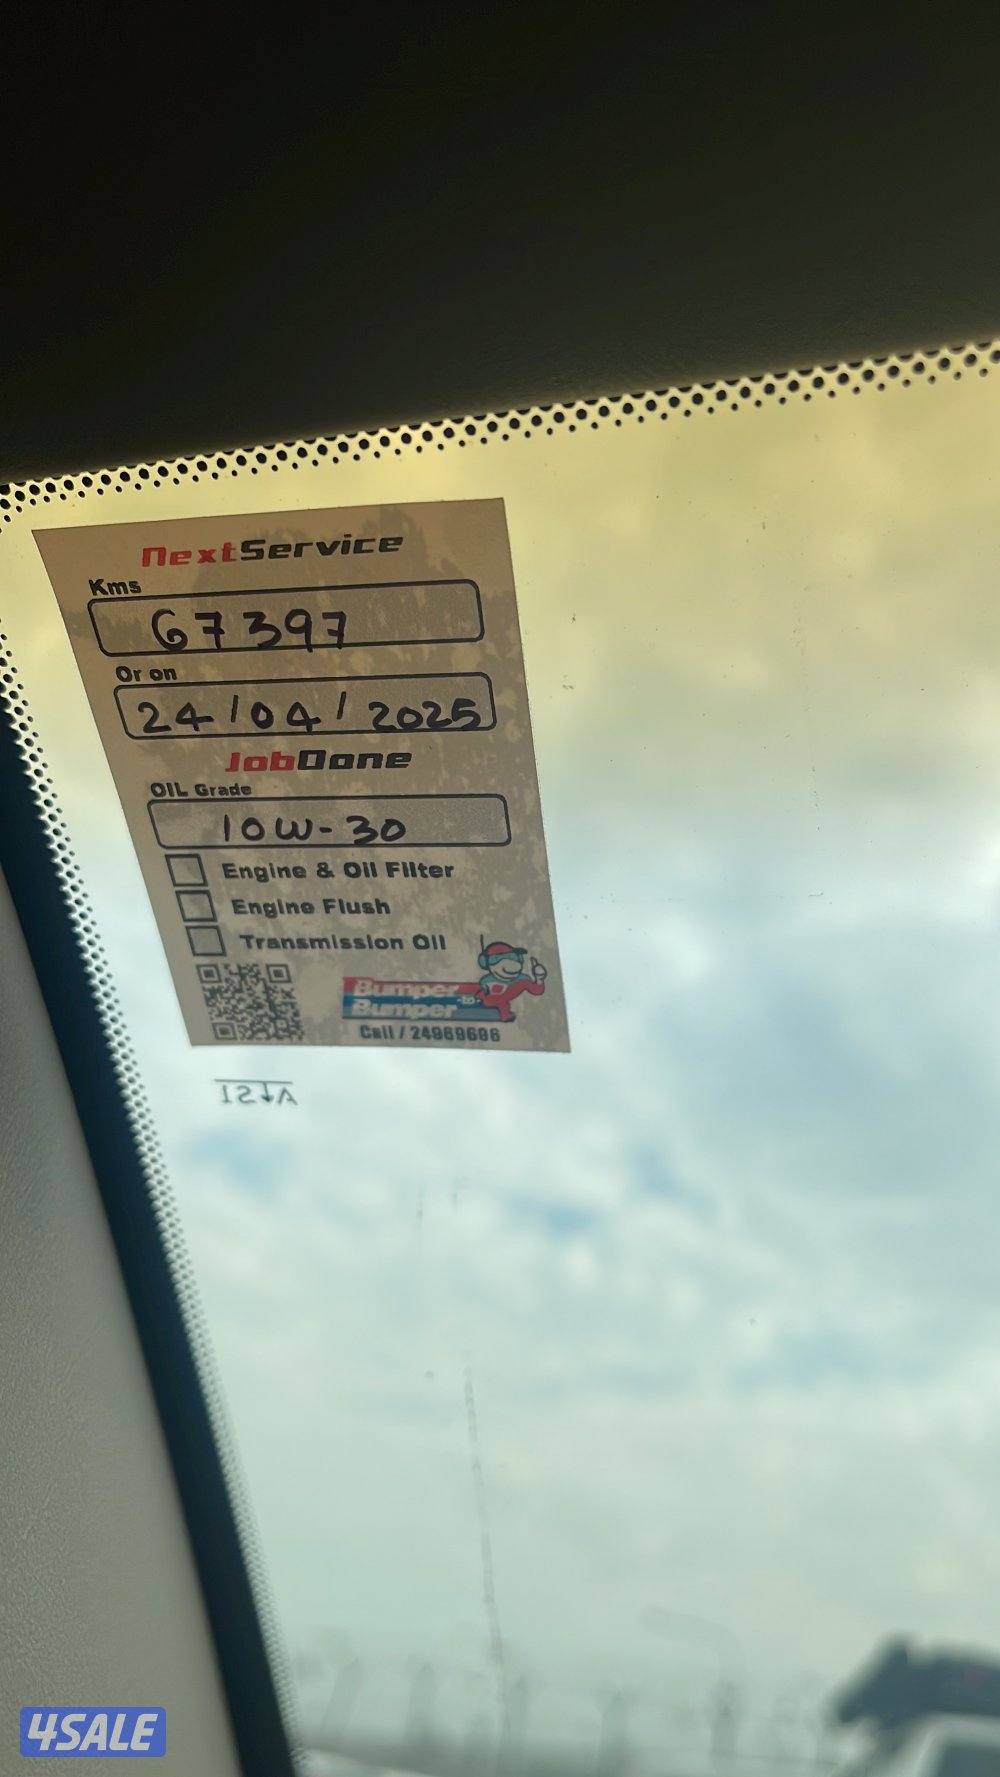 NextService
Kms
67397
Or on
24/04/2025
JobDone
OIL Grade
10W-30
Engine & Oil Filter
Engine Flush
Transmission Oil
Bumper
-to-
Bumper
Call / 24969696
4SALE